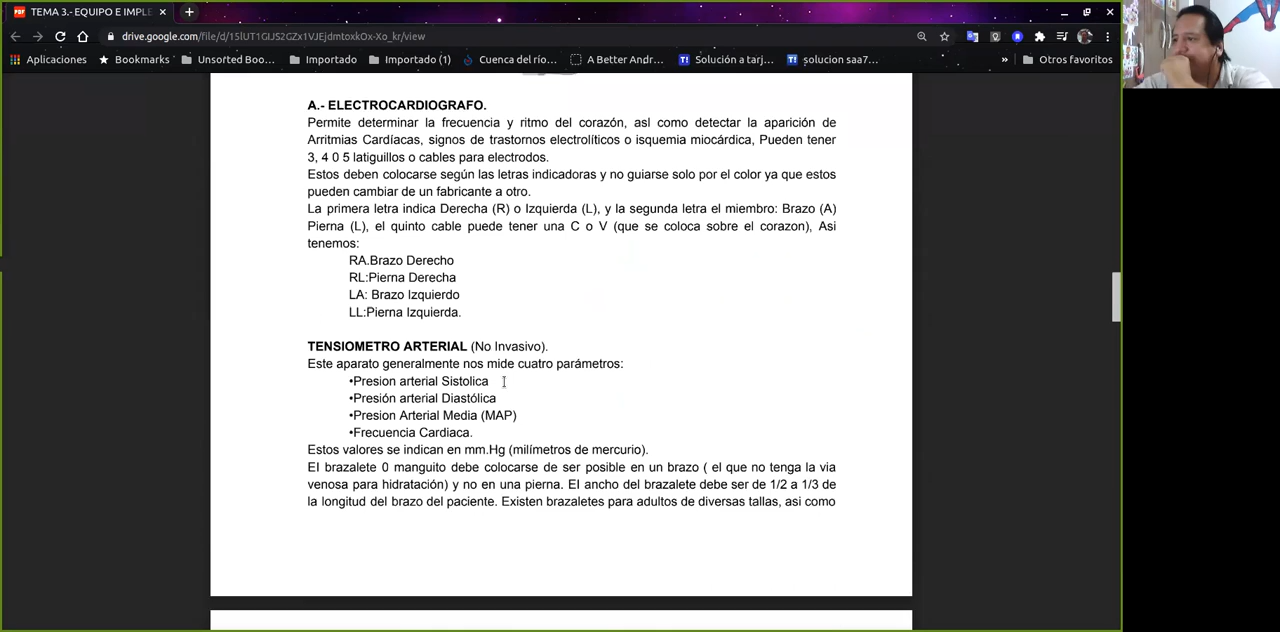 TEMA 3.- EQUIPO E IMPLE
drive.google.com/file/d/15lUT1GIJS2GZx1VJEjdmtoxkOx-Xo_kr/view
Aplicaciones Bookmarks Unsorted Boo... Importado Importado (1) Cuenca del río... A Better Andr... Solución a tarj... solucion saa7... » Otros favoritos
A.- ELECTROCARDIOGRAFO.
Permite determinar la frecuencia y ritmo del corazón, así como detectar la aparición de
Arritmias Cardíacas, signos de trastornos electrolíticos o isquemia miocárdica, Pueden tener
3, 4 0 5 latiguillos o cables para electrodos.
Estos deben colocarse según las letras indicadoras y no guiarse solo por el color ya que estos
pueden cambiar de un fabricante a otro.
La primera letra indica Derecha (R) o Izquierda (L), y la segunda letra el miembro: Brazo (A)
Pierna (L), el quinto cable puede tener una C o V (que se coloca sobre el corazon), Asi
tenemos:
RA.Brazo Derecho
RL:Pierna Derecha
LA: Brazo Izquierdo
LL:Pierna Izquierda.
TENSIOMETRO ARTERIAL (No Invasivo).
Este aparato generalmente nos mide cuatro parámetros:
•Presion arterial Sistolica
•Presión arterial Diastólica
•Presion Arterial Media (MAP)
•Frecuencia Cardiaca.
Estos valores se indican en mm.Hg (milímetros de mercurio).
El brazalete 0 manguito debe colocarse de ser posible en un brazo ( el que no tenga la via
venosa para hidratación) y no en una pierna. El ancho del brazalete debe ser de 1/2 a 1/3 de
la longitud del brazo del paciente. Existen brazaletes para adultos de diversas tallas, asi como